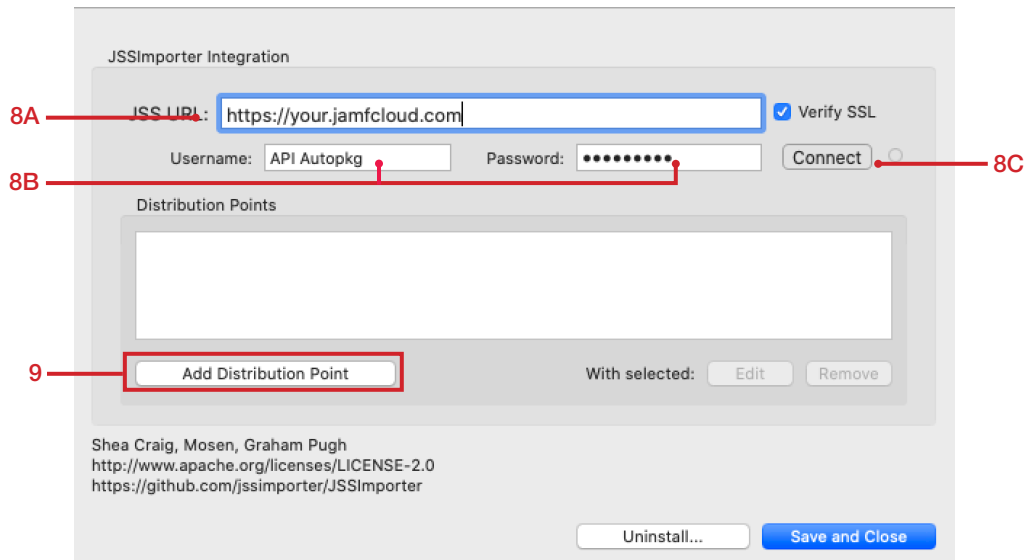 JSSImporter Integration
8A JSS URL: https://your.jamfcloud.com Verify SSL
8B Username: API Autopkg Password: ●●●●●●●●● Connect 8C
Distribution Points
9 Add Distribution Point With selected: Edit Remove
Shea Craig, Mosen, Graham Pugh
http://www.apache.org/licenses/LICENSE-2.0
https://github.com/jssimporter/JSSImporter
Uninstall... Save and Close